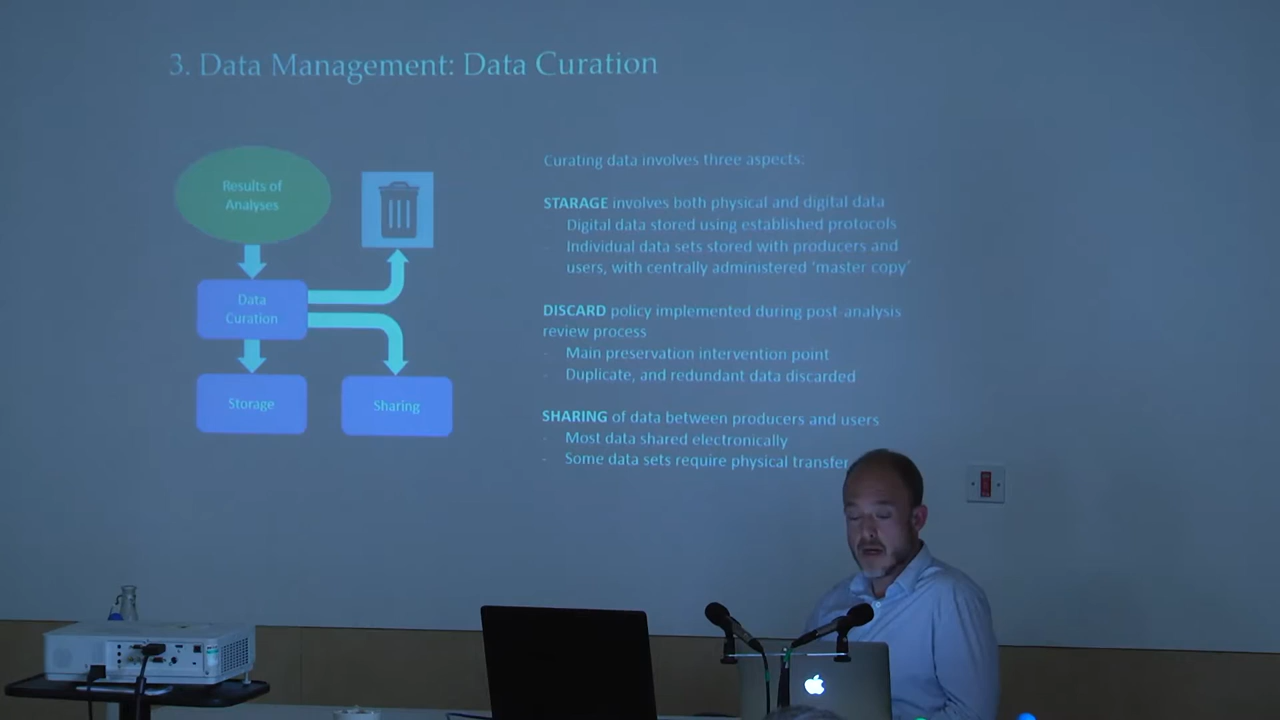 3. Data Management: Data Curation
Results of
Analyses
Data
Curation
Storage
Sharing
Curating data involves three aspects:
STARAGE involves both physical and digital data
- Digital data stored using established protocols
- Individual data sets stored with producers and
users, with centrally administered 'master copy'
DISCARD policy implemented during post-analysis
review process
- Main preservation intervention point
- Duplicate, and redundant data discarded
SHARING of data between producers and users
- Most data shared electronically
- Some data sets require physical transfer